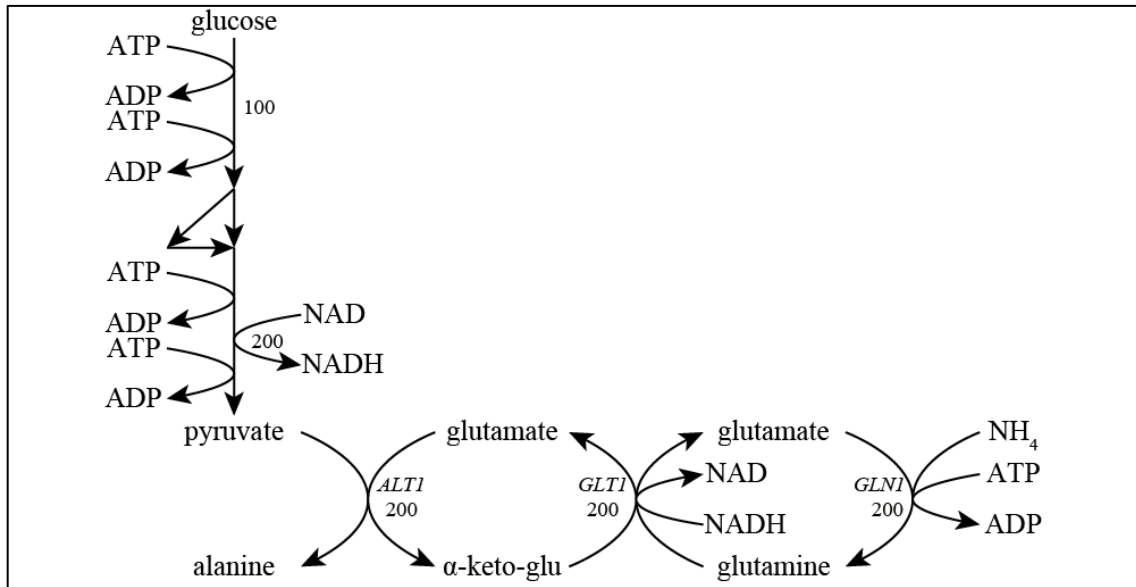 glucose
ATP
ADP
100
ATP
ADP
ATP
ADP
NAD
200
NADH
ATP
ADP
pyruvate glutamate glutamate NH₄
ALT1 GLT1 NAD GLN1 ATP
200 200 NADH 200 ADP
alanine α-keto-glu glutamine